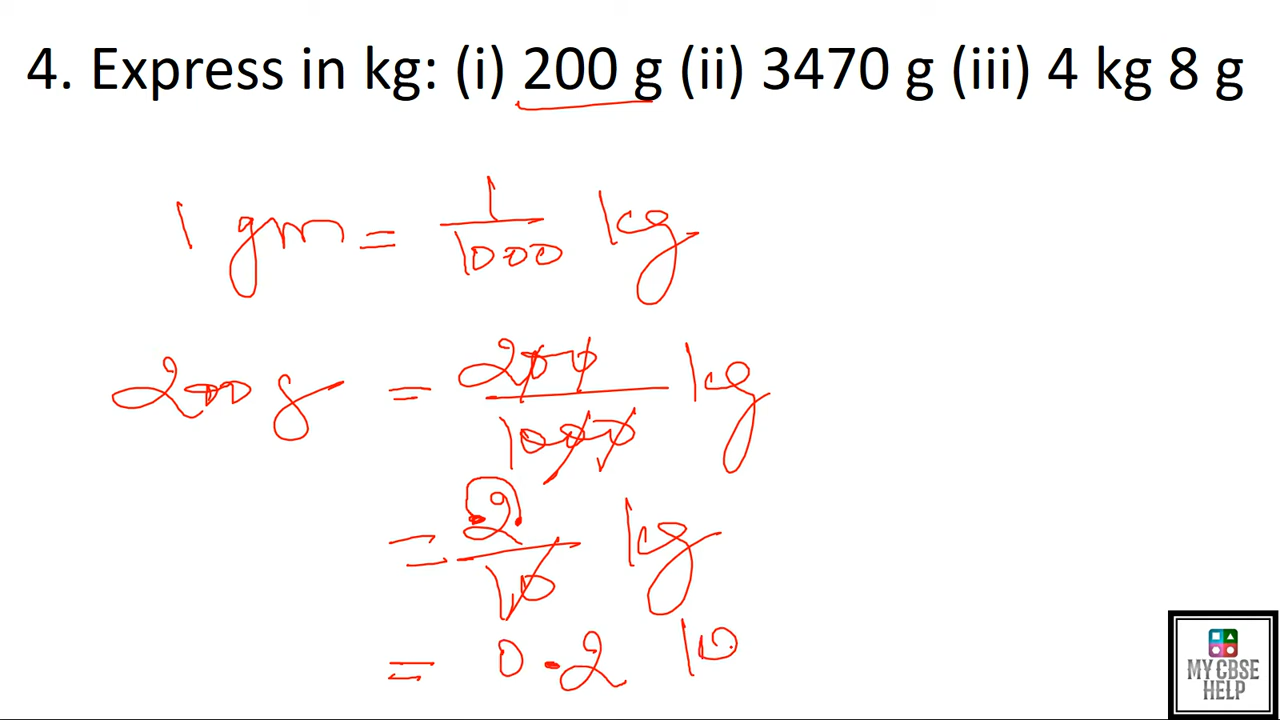 4. Express in kg: (i) 200 g (ii) 3470 g (iii) 4 kg 8 g
1 gm = 1/1000 kg
200 g = 200/1000 kg
= 2/10 kg
= 0.2
MY CBSE
HELP